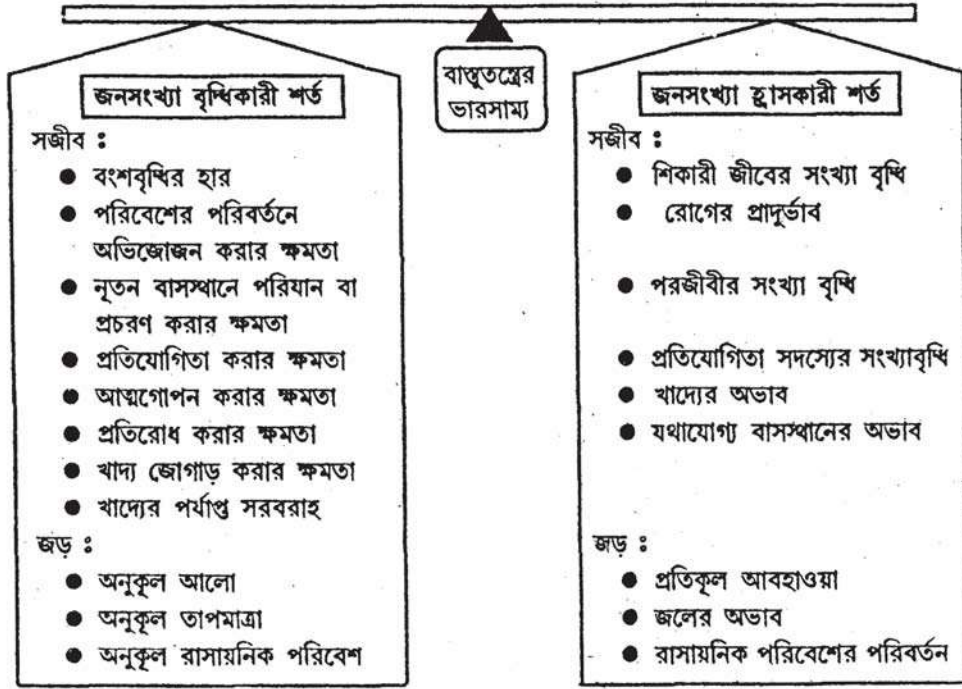 বাস্তুতন্ত্রের
ভারসাম্য
জনসংখ্যা বৃদ্ধিকারী শর্ত
সজীব :
● বংশবৃদ্ধির হার
● পরিবেশের পরিবর্তনে
অভিজোজন করার ক্ষমতা
● নূতন বাসস্থানে পরিযান বা
প্রচরণ করার ক্ষমতা
● প্রতিযোগিতা করার ক্ষমতা
● আত্মগোপন করার ক্ষমতা
● প্রতিরোধ করার ক্ষমতা
● খাদ্য জোগাড় করার ক্ষমতা
● খাদ্যের পর্যাপ্ত সরবরাহ
জড় :
● অনুকূল আলো
● অনুকূল তাপমাত্রা
● অনুকূল রাসায়নিক পরিবেশ
জনসংখ্যা হ্রাসকারী শর্ত
সজীব :
● শিকারী জীবের সংখ্যা বৃদ্ধি
● রোগের প্রাদুর্ভাব
● পরজীবীর সংখ্যা বৃদ্ধি
● প্রতিযোগিতা সদস্যের সংখ্যাবৃদ্ধি
● খাদ্যের অভাব
● যথাযোগ্য বাসস্থানের অভাব
জড় :
● প্রতিকূল আবহাওয়া
● জলের অভাব
● রাসায়নিক পরিবেশের পরিবর্তন